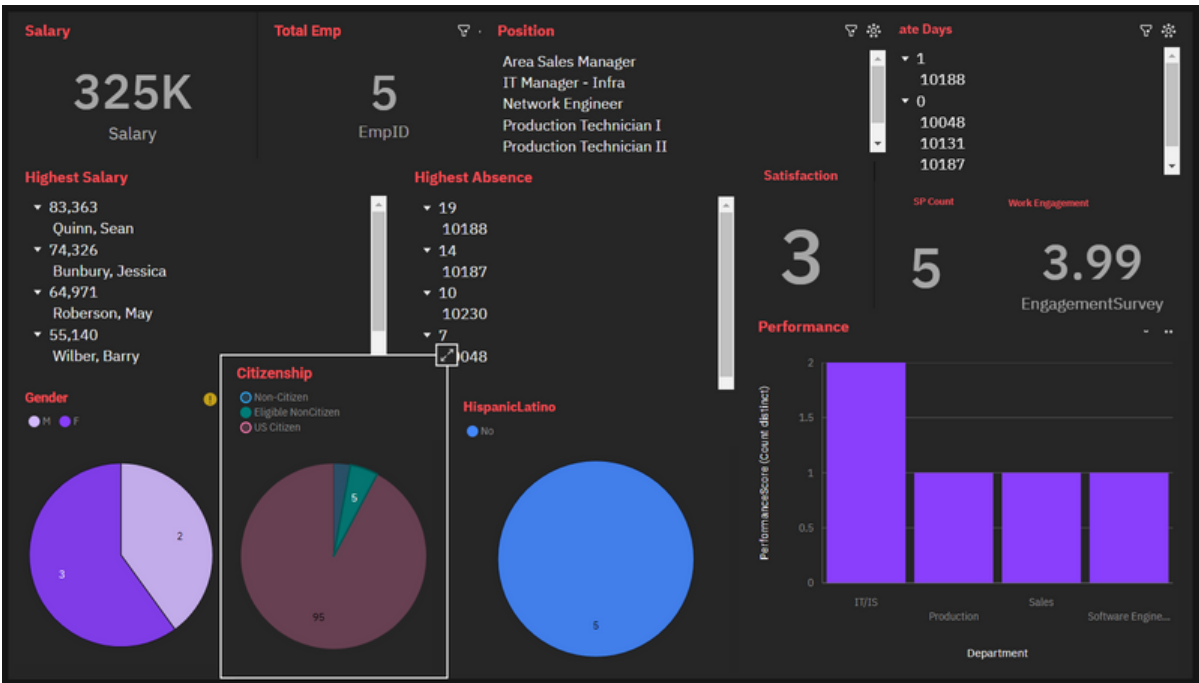 Salary
325K
Salary
Total Emp
5
EmpID
Position
Area Sales Manager
IT Manager - Infra
Network Engineer
Production Technician I
Production Technician II
ate Days
1
10188
0
10048
10131
10187
Highest Salary
83,363
Quinn, Sean
74,326
Bunbury, Jessica
64,971
Roberson, May
55,140
Wilber, Barry
Highest Absence
19
10188
14
10187
10
10230
7
0048
Satisfaction
3
SP Count
5
Work Engagement
3.99
EngagementSurvey
Gender
M F
2
3
Citizenship
Non-Citizen
Eligible NonCitizen
US Citizen
5
95
HispanicLatino
No
5
Performance
PerformanceScore (Count distinct)
2
1.5
1
0.5
0
IT/IS
Production
Sales
Software Engine...
Department